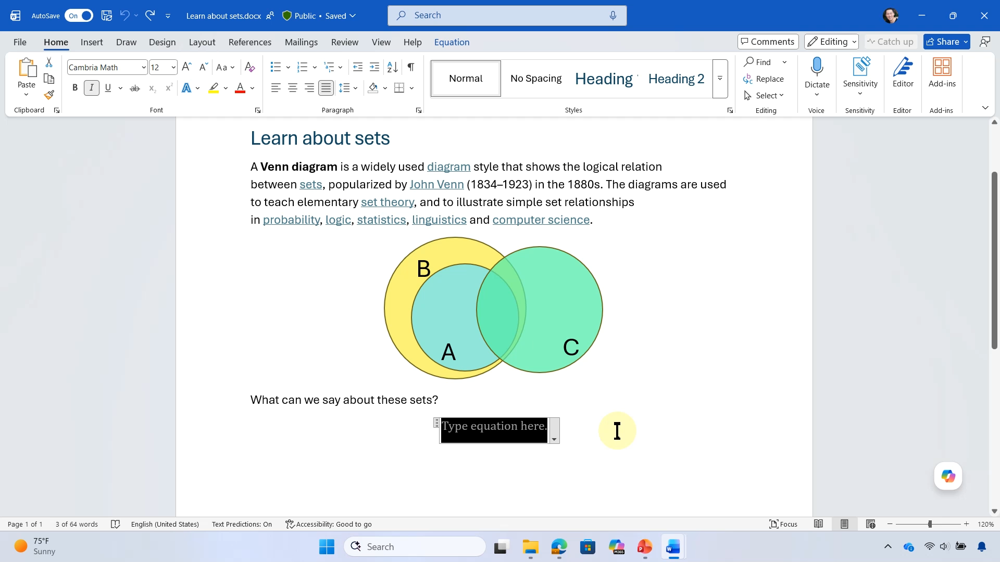 AutoSave On Learn about sets.docx Public • Saved Search
File Home Insert Draw Design Layout References Mailings Review View Help Equation Comments Editing Catch up Share
Paste Cambria Math 12 Aa Normal No Spacing Heading Heading 2 Find Replace Select Dictate Sensitivity Editor Add-ins
Clipboard Font Paragraph Styles Editing Voice Sensitivity Editor Add-ins
Learn about sets
A Venn diagram is a widely used diagram style that shows the logical relation
between sets, popularized by John Venn (1834–1923) in the 1880s. The diagrams are used
to teach elementary set theory, and to illustrate simple set relationships
in probability, logic, statistics, linguistics and computer science.
B
A
C
What can we say about these sets?
Type equation here.
Page 1 of 1 3 of 64 words English (United States) Text Predictions: On Accessibility: Good to go Focus 120%
75°F
Sunny
Search
M365